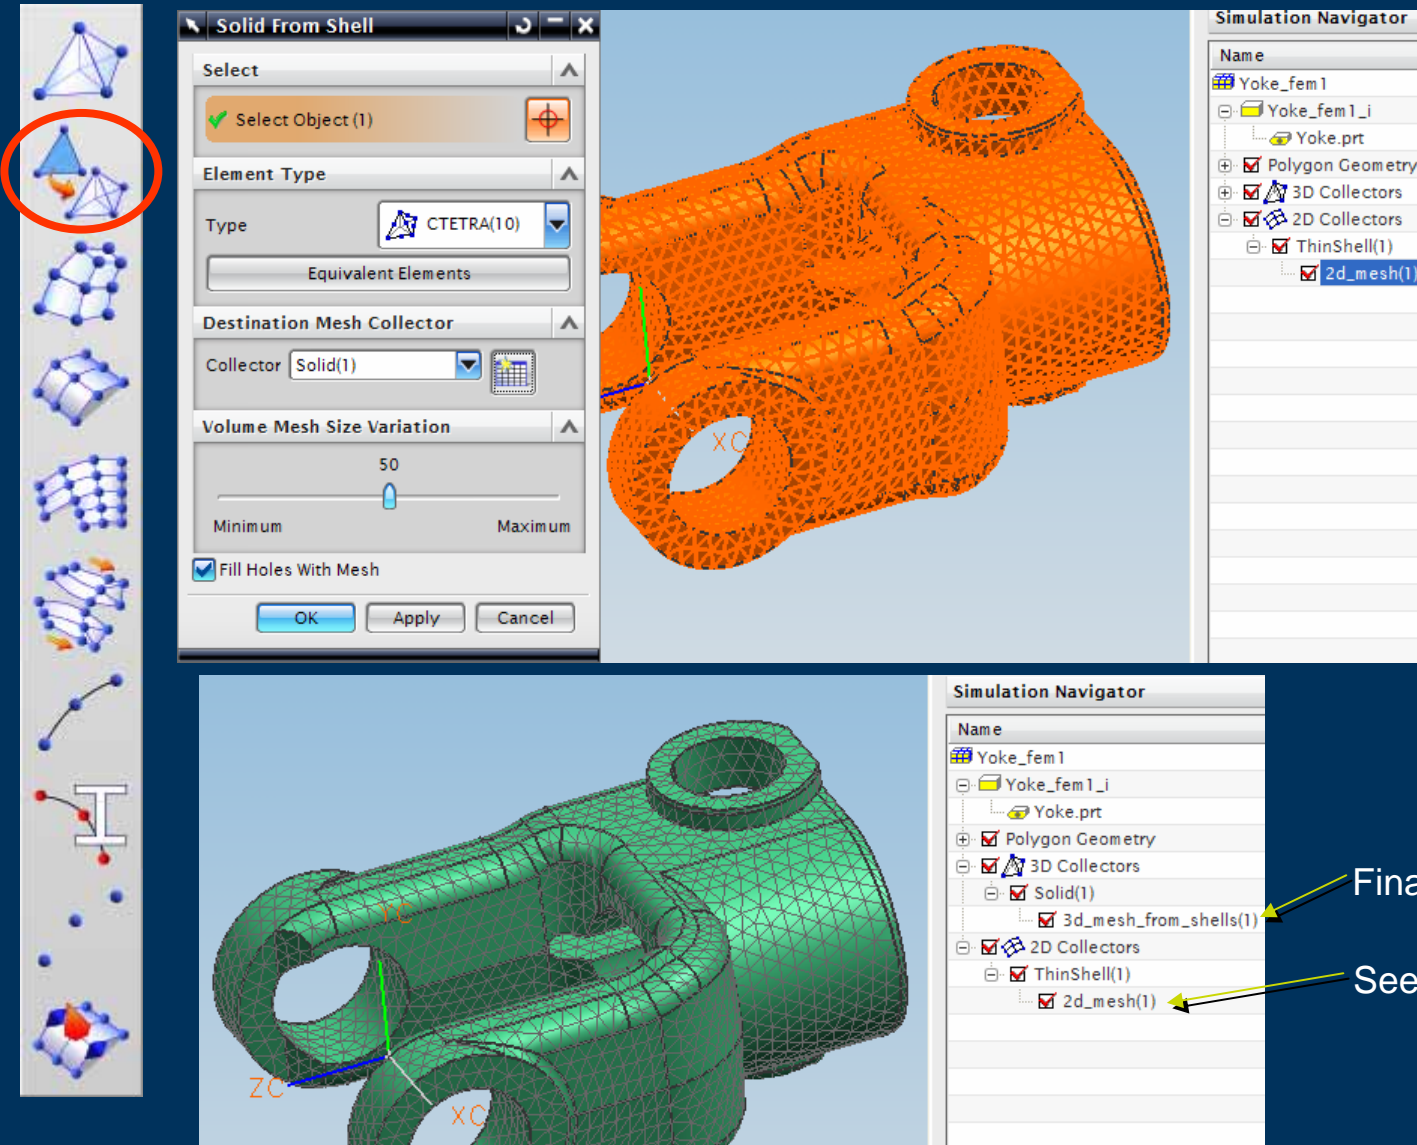 Solid From Shell
Select
Select Object (1)
Element Type
Type
CTETRA(10)
Equivalent Elements
Destination Mesh Collector
Collector
Solid(1)
Volume Mesh Size Variation
50
Minimum
Maximum
Fill Holes With Mesh
OK
Apply
Cancel
XC
Simulation Navigator
Name
Yoke_fem1
Yoke_fem1_i
Yoke.prt
Polygon Geometry
3D Collectors
2D Collectors
ThinShell(1)
2d_mesh(1)
YC
ZC
XC
Simulation Navigator
Name
Yoke_fem1
Yoke_fem1_i
Yoke.prt
Polygon Geometry
3D Collectors
Solid(1)
3d_mesh_from_shells(1)
2D Collectors
ThinShell(1)
2d_mesh(1)